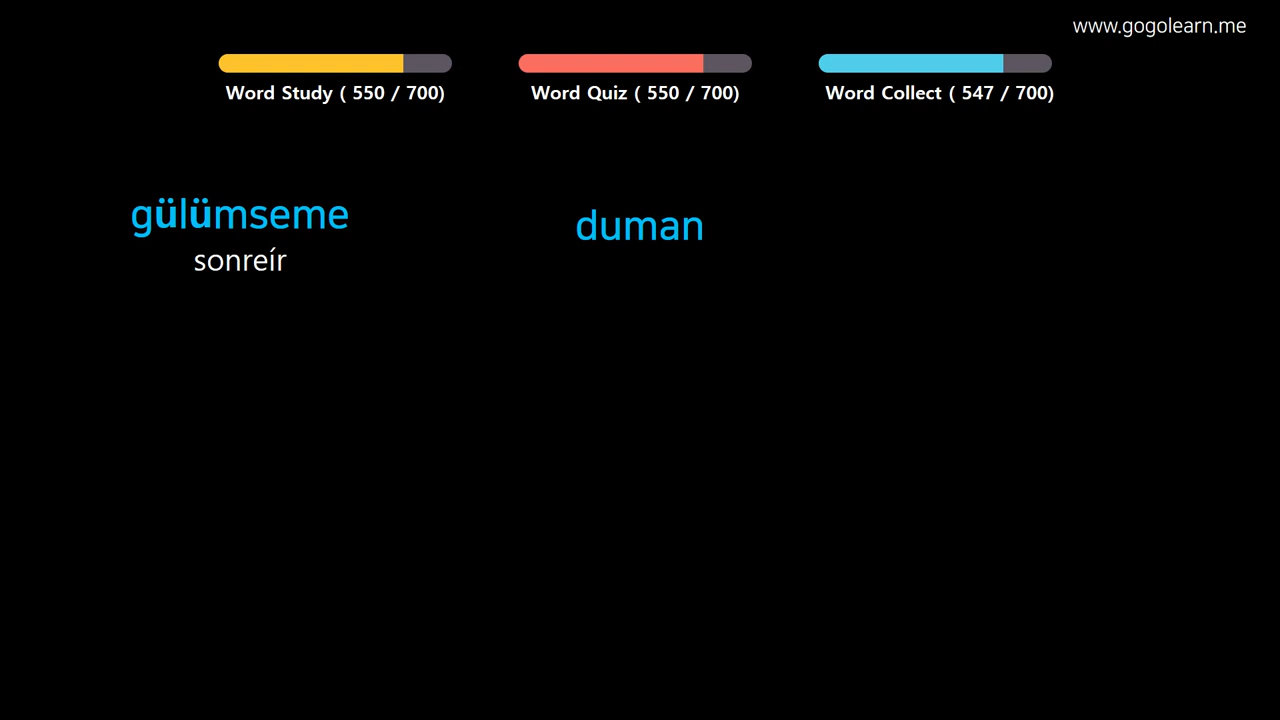 www.gogolearn.me
Word Study ( 550 / 700)
Word Quiz ( 550 / 700)
Word Collect ( 547 / 700)
gülümseme
sonreír
duman